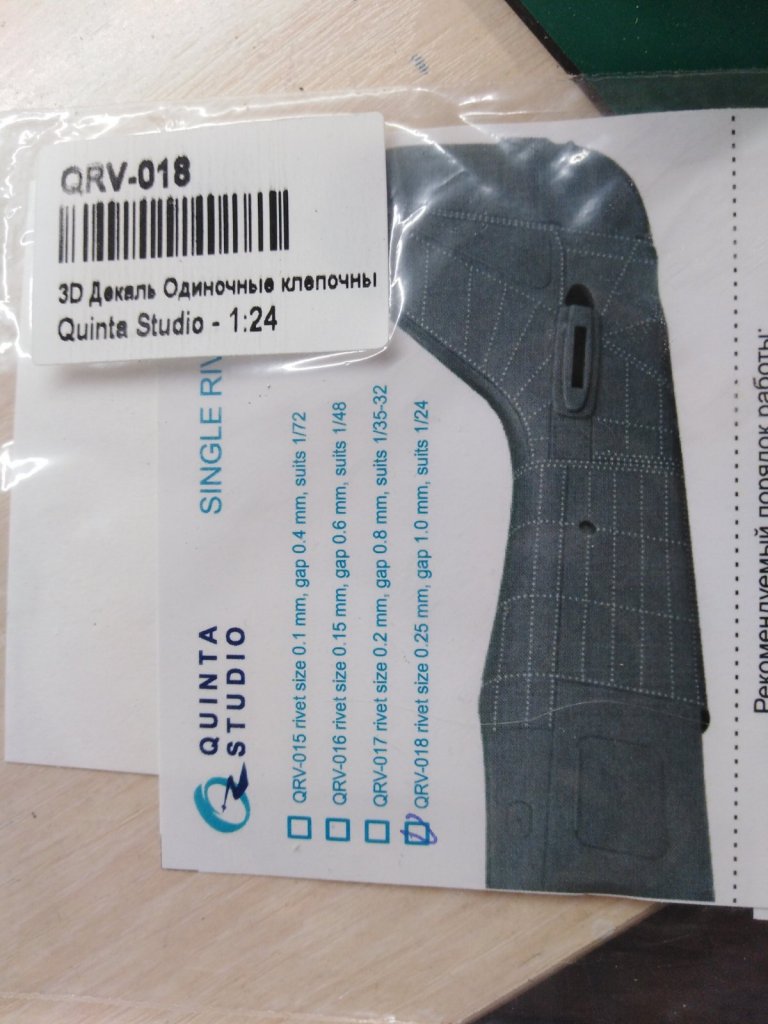 QRV-018
3D Декаль Одиночные клепочны
Quinta Studio - 1:24
SINGLE
QUINTA
STUDIO
QRV-015 rivet size 0.1 mm, gap 0.4 mm, suits 1/72
QRV-016 rivet size 0.15 mm, gap 0.6 mm, suits 1/48
QRV-017 rivet size 0.2 mm, gap 0.8 mm, suits 1/35-32
QRV-018 rivet size 0.25 mm, gap 1.0 mm, suits 1/24
Рекомендуемый порядок работы: